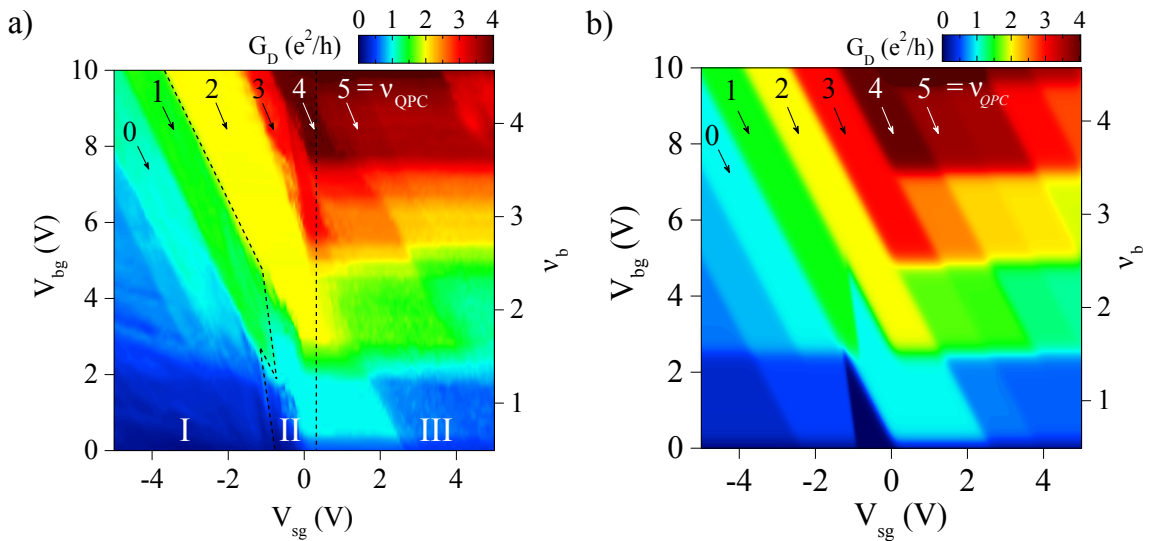 a)
G_D (e²/h)
0 1 2 3 4
10
8
6
4
2
0
V_bg (V)
0 1 2 3 4 5 = ν_QPC
I II III
4
3
2
1
ν_b
-4 -2 0 2 4
V_sg (V)
b)
G_D (e²/h)
0 1 2 3 4
10
8
6
4
2
0
V_bg (V)
0 1 2 3 4 5 = ν_QPC
4
3
2
1
ν_b
-4 -2 0 2 4
V_sg (V)